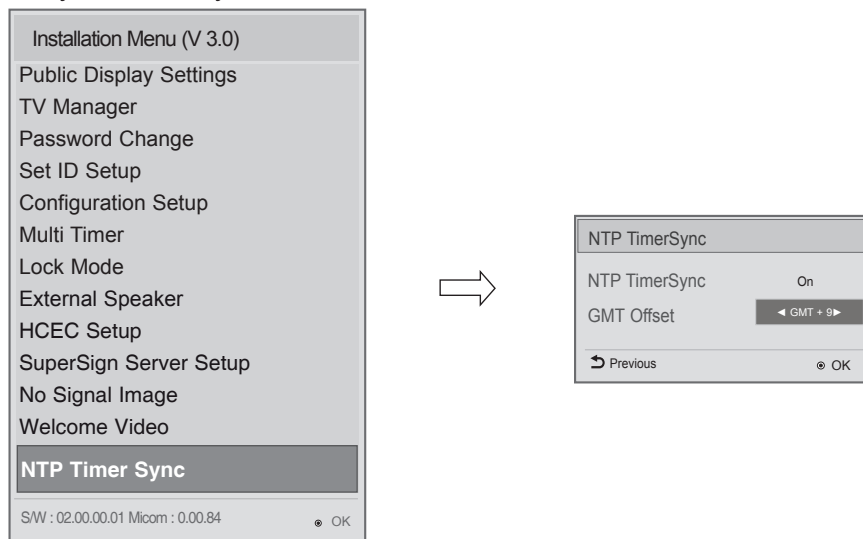 Installation Menu (V 3.0)
Public Display Settings
TV Manager
Password Change
Set ID Setup
Configuration Setup
Multi Timer
Lock Mode
External Speaker
HCEC Setup
SuperSign Server Setup
No Signal Image
Welcome Video
NTP Timer Sync
S/W : 02.00.00.01 Micom : 0.00.84 ◉ OK
NTP TimerSync
NTP TimerSync On
GMT Offset ◄ GMT + 9►
⮌ Previous ◉ OK